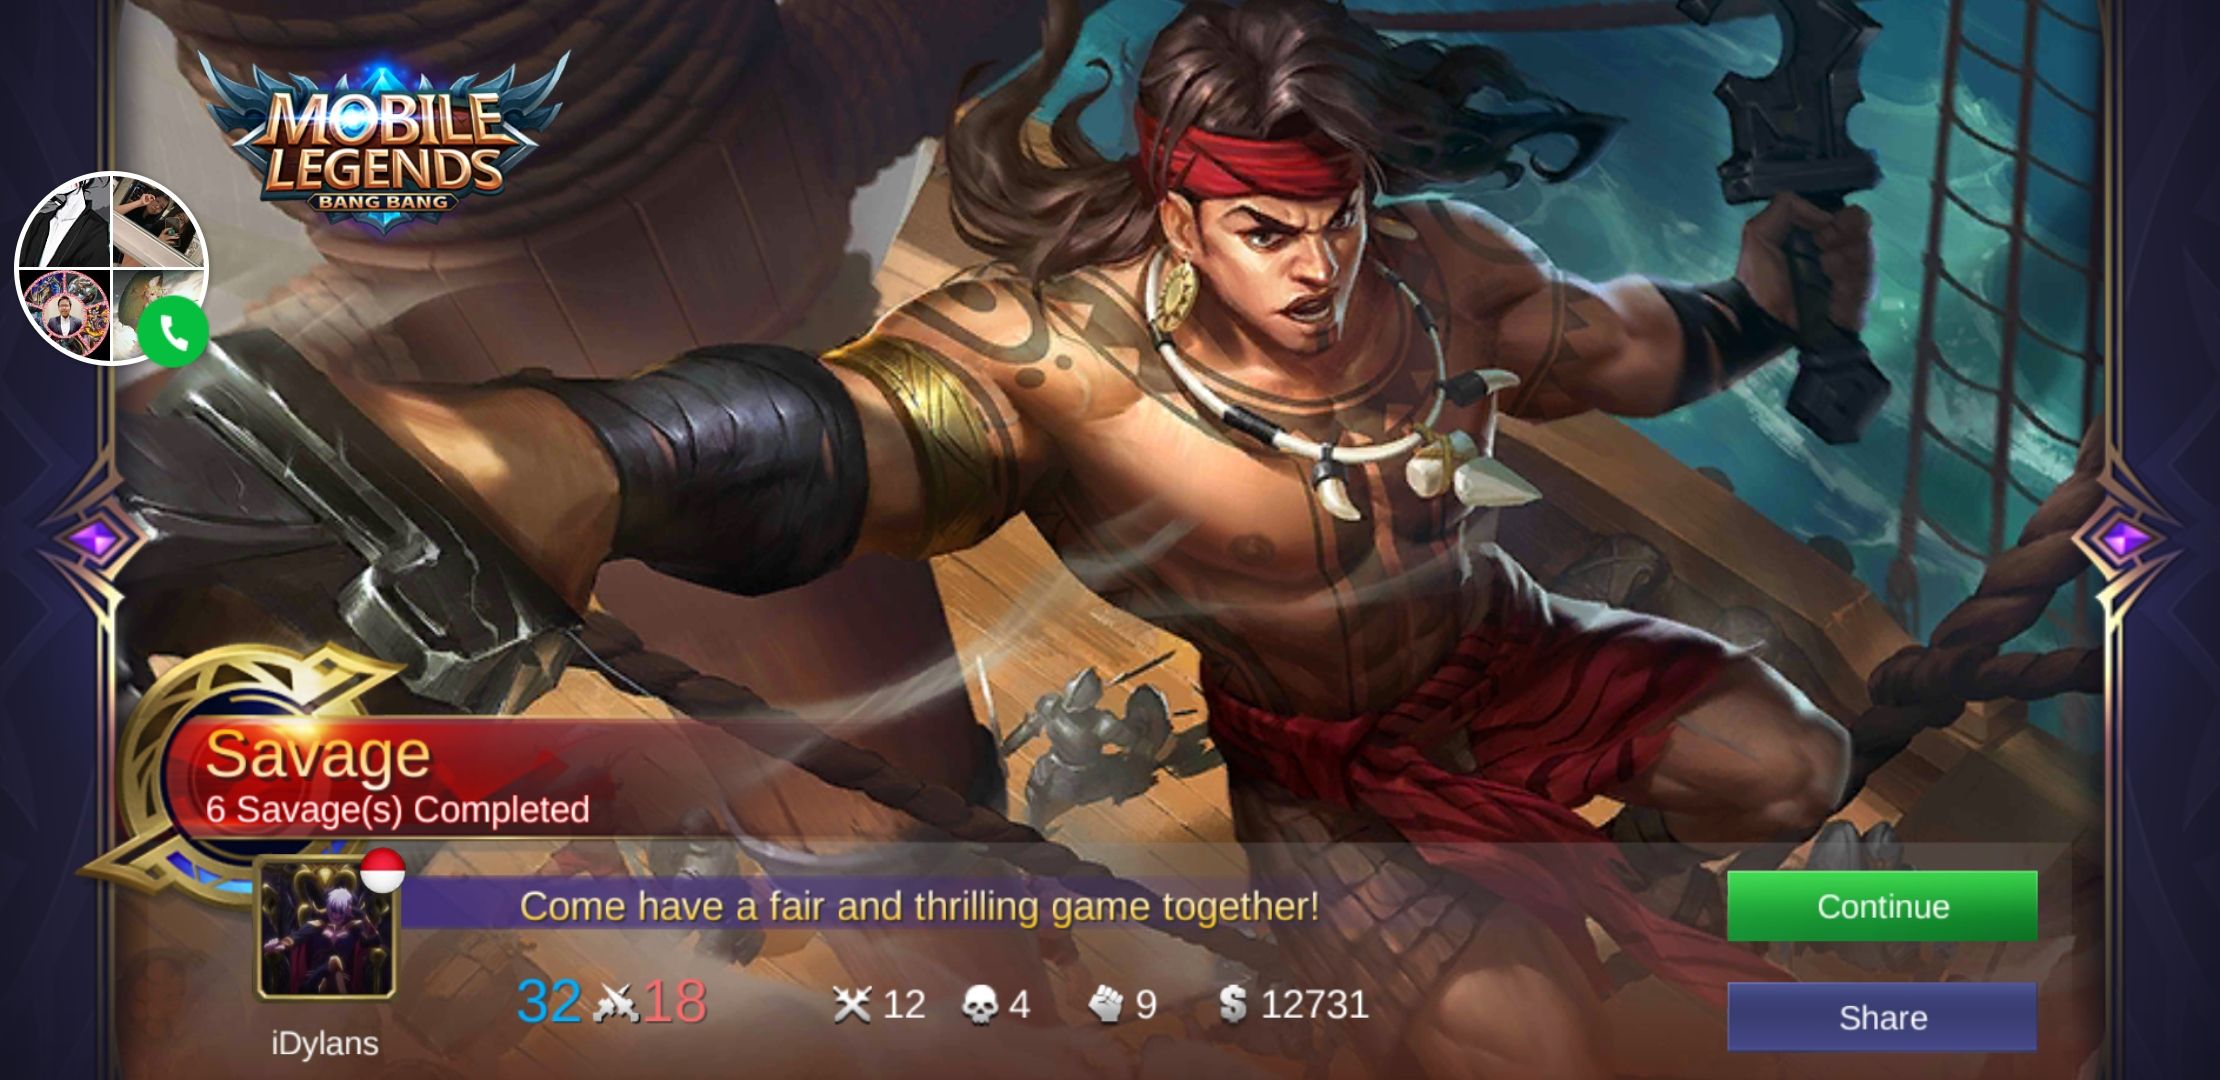 MOBILE
LEGENDS
BANG BANG
Savage
6 Savage(s) Completed
Come have a fair and thrilling game together!
Continue
32 18 12 4 9 12731
Share
iDylans